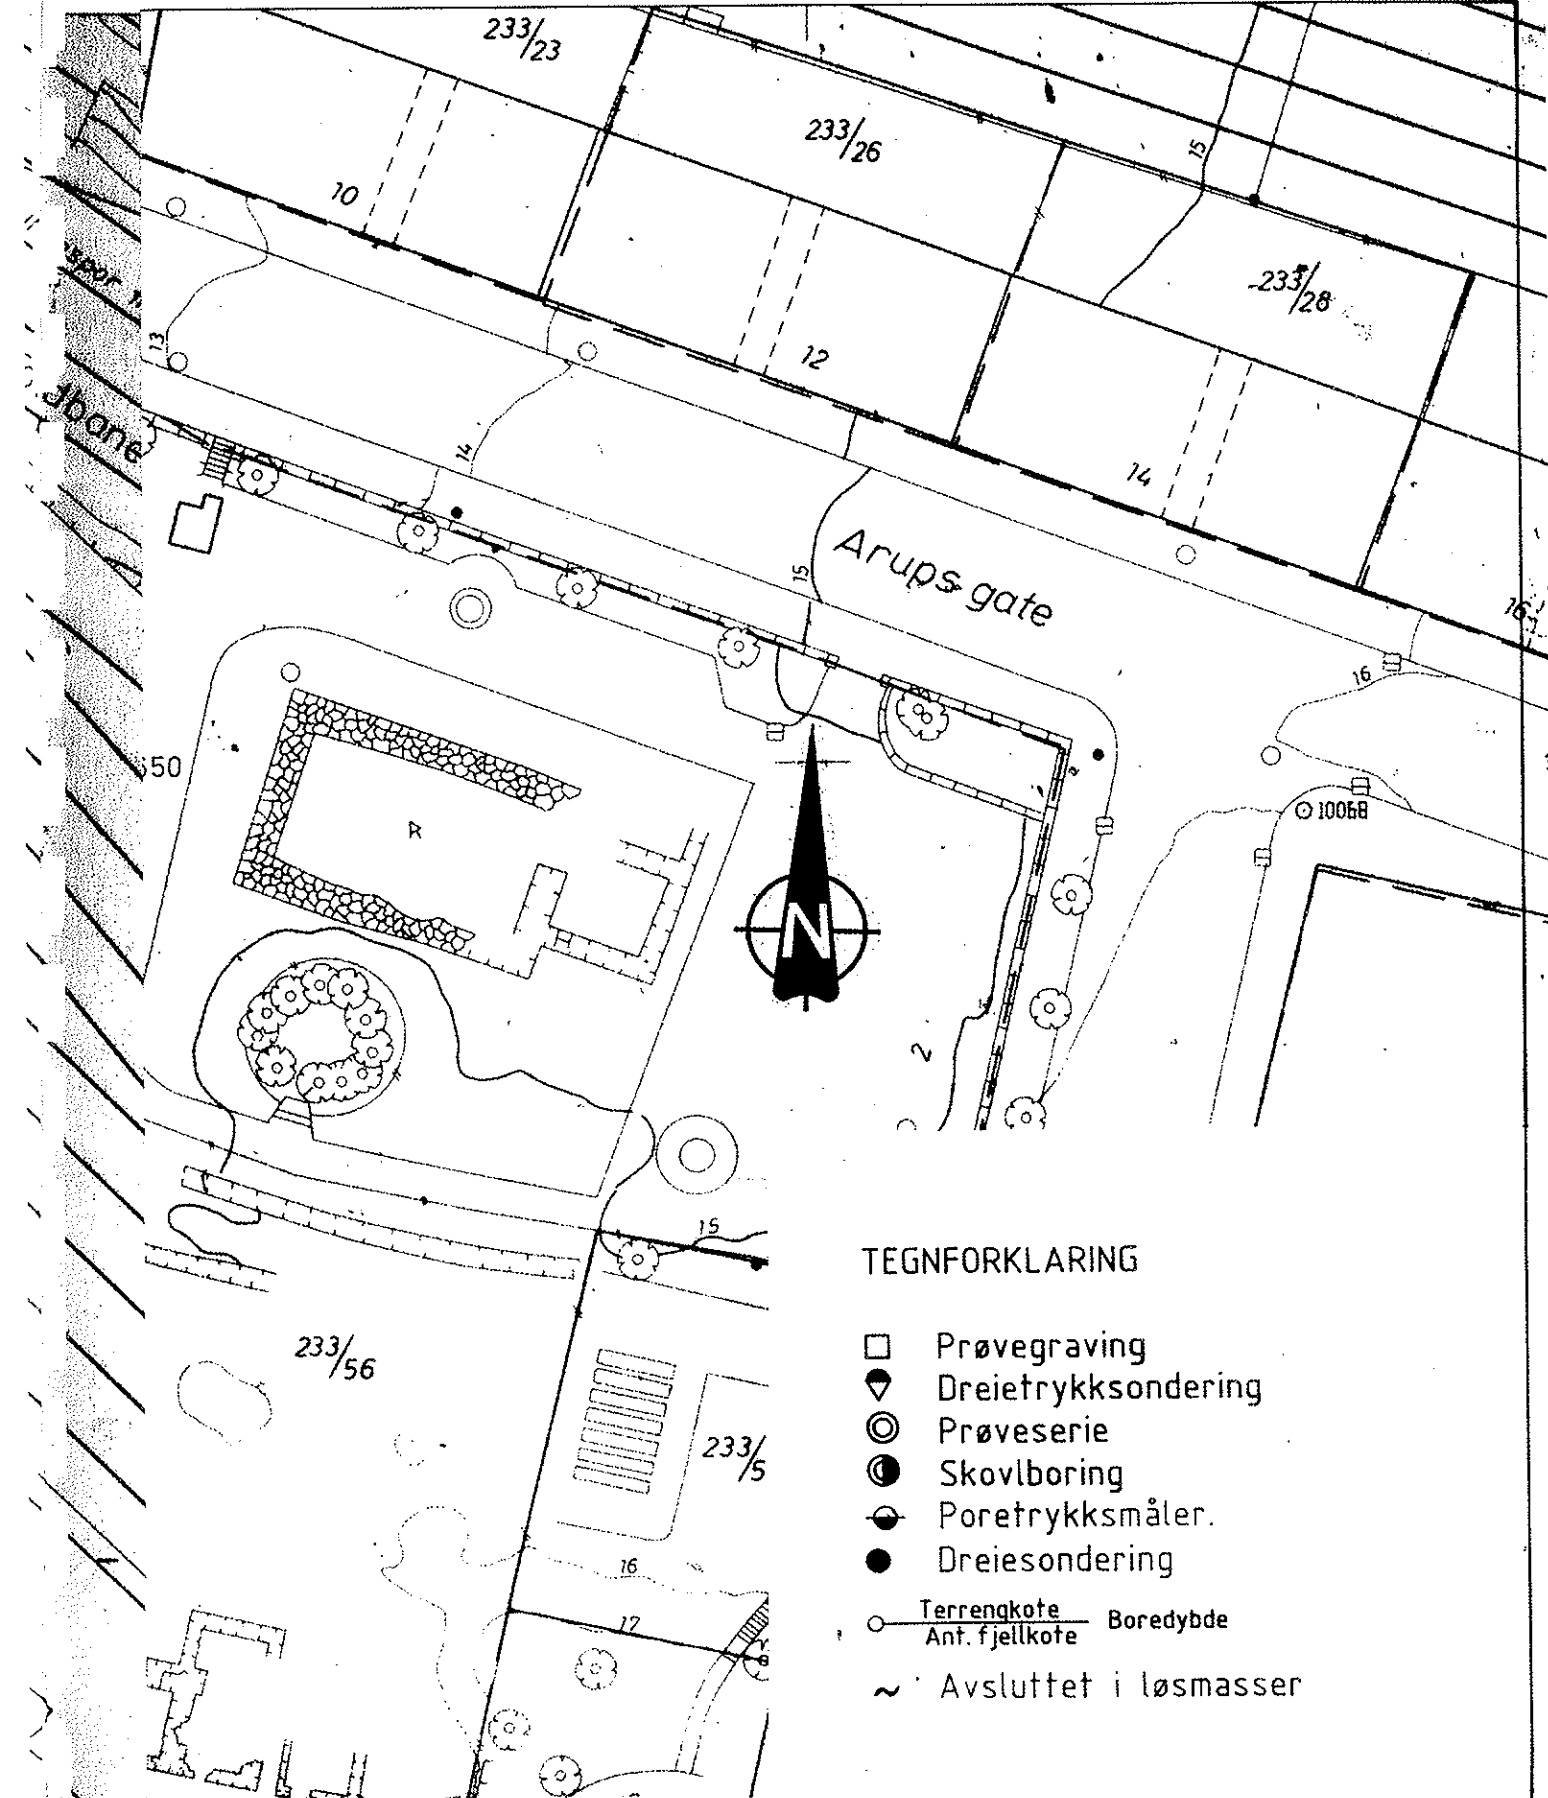 233/23
233/26
15
10
233/28
13
12
14
14
15
Arups gate
16
16
550
R
10068
N
2
15
TEGNFORKLARING
233/56
Prøvegraving
Dreietrykksondering
Prøveserie
233/5
Skovlboring
Poretrykksmåler.
Dreiesondering
16
Terrengkote
Ant. fjellkote
Boredybde
17
~ Avsluttet i løsmasser